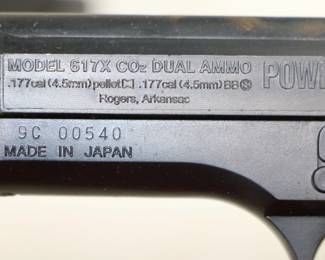 MODEL 617X CO2 DUAL AMMO
.177cal (4.5mm) pellet .177cal (4.5mm) BB
Rogers, Arkansas
POWE
9C 00540
MADE IN JAPAN